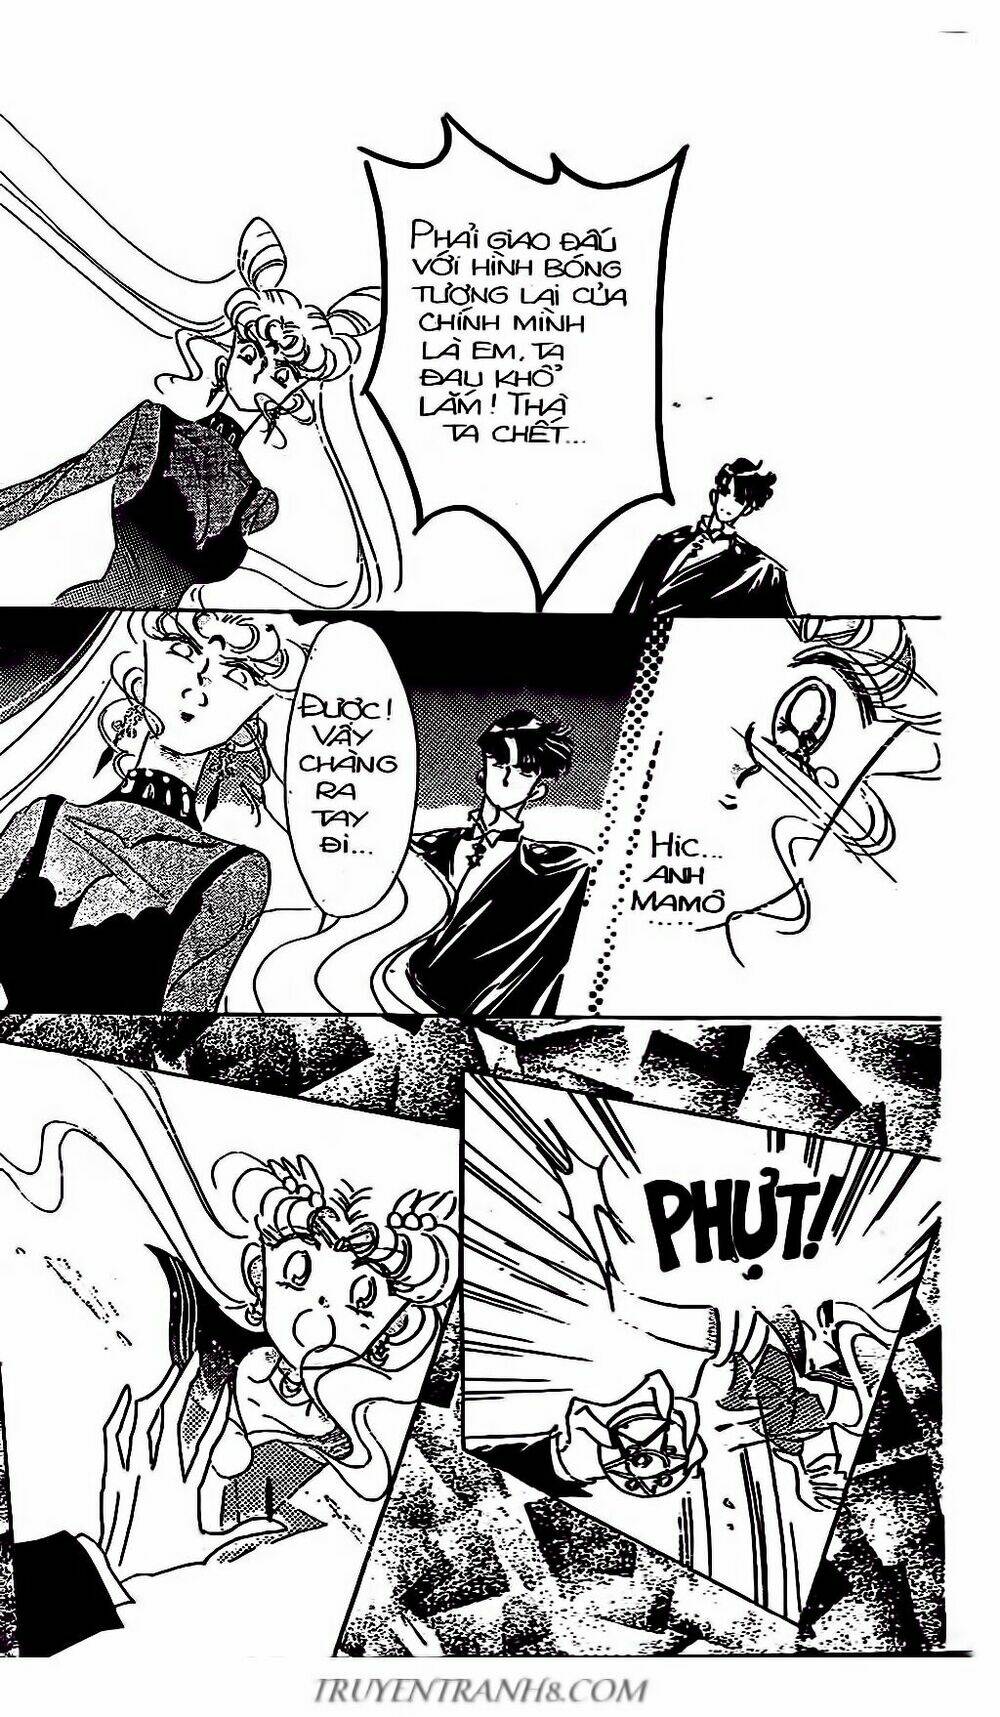 PHẢI GIAO ĐẤU
VỚI HÌNH BÓNG
TƯƠNG LAI CỦA
CHÍNH MÌNH
LÀ EM, TA
ĐAU KHỔ
LẮM! THÀ
TA CHẾT...
ĐƯỢC!
VẬY
CHÀNG
RA
TAY
ĐI...
HIC...
ANH
MAMÔ
......
PHỰT!
TRUYENTRANH8.COM